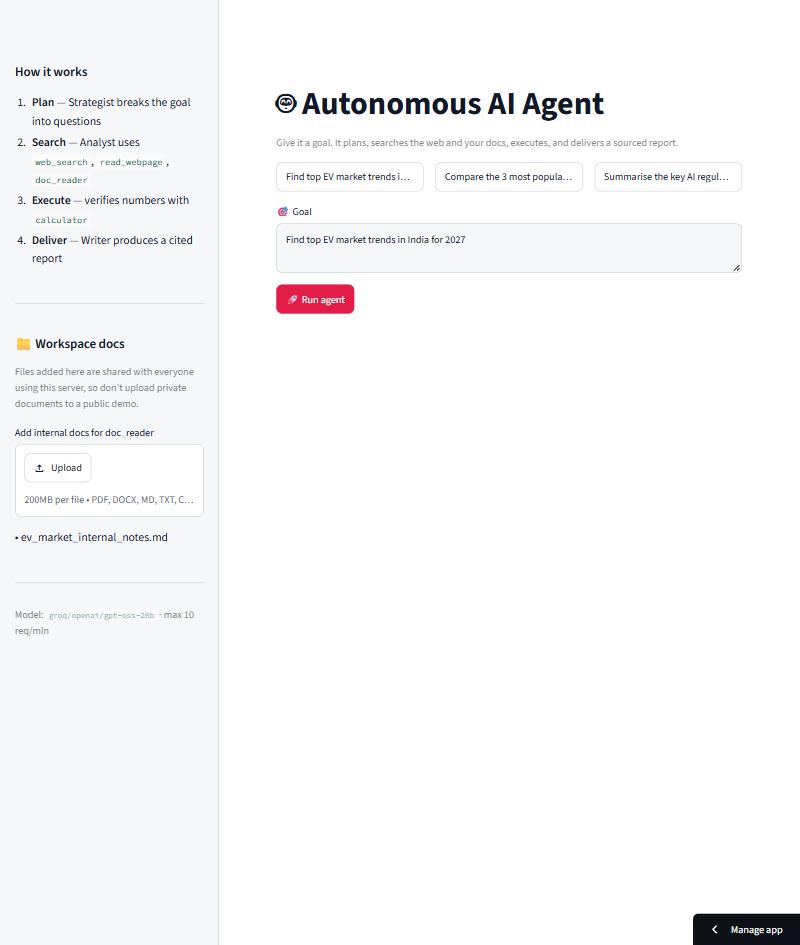 How it works
1. Plan — Strategist breaks the goal
into questions
2. Search — Analyst uses
web_search , read_webpage ,
doc_reader
3. Execute — verifies numbers with
calculator
4. Deliver — Writer produces a cited
report
Workspace docs
Files added here are shared with everyone
using this server, so don't upload private
documents to a public demo.
Add internal docs for doc_reader
Upload
200MB per file • PDF, DOCX, MD, TXT, C...
• ev_market_internal_notes.md
Model: groq/openai/gpt-oss-20b · max 10
req/min
Autonomous AI Agent
Give it a goal. It plans, searches the web and your docs, executes, and delivers a sourced report.
Find top EV market trends i...
Compare the 3 most popula...
Summarise the key AI regul...
Goal
Find top EV market trends in India for 2027
Run agent
Manage app